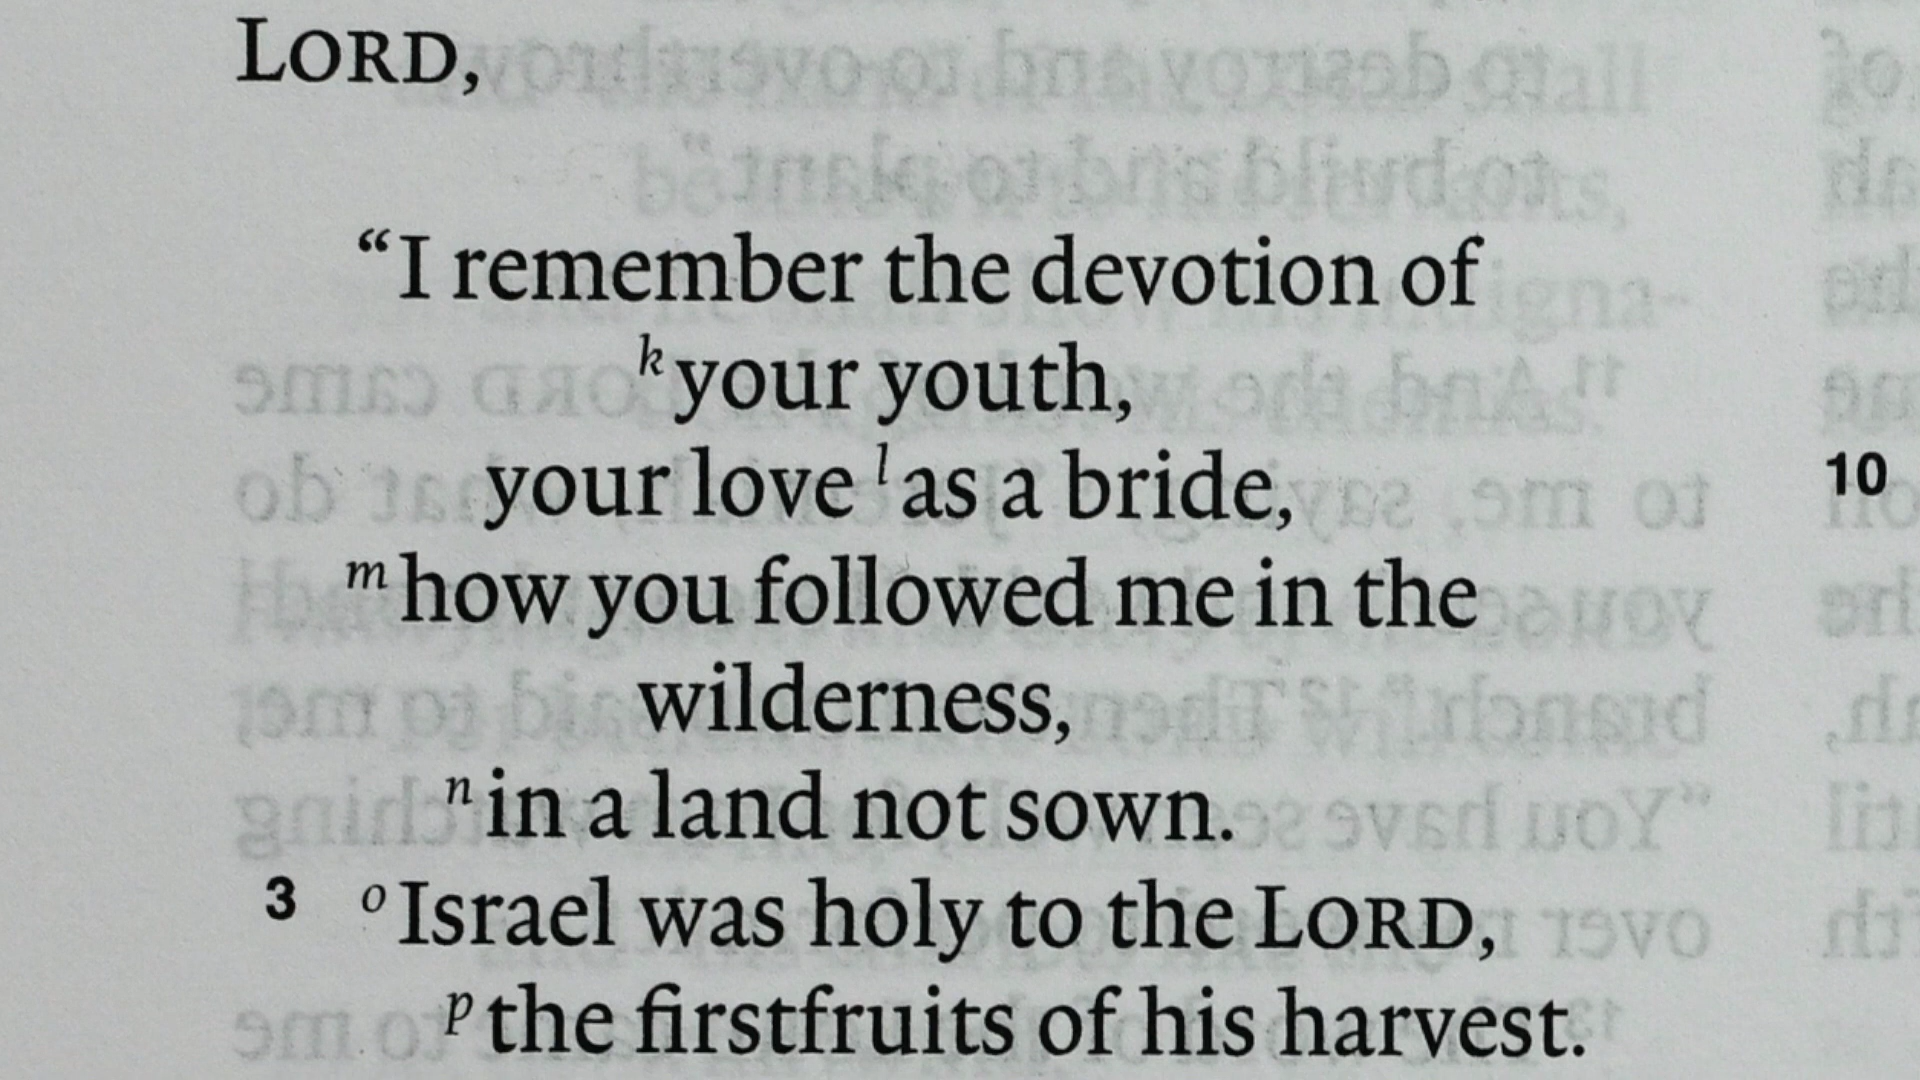 LORD,
“I remember the devotion of
k your youth,
your love l as a bride,
m how you followed me in the
wilderness,
n in a land not sown.
3 o Israel was holy to the LORD,
p the firstfruits of his harvest.
10